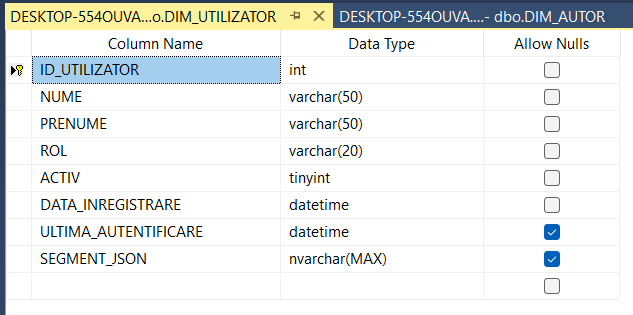 DESKTOP-554OUVA...o.DIM_UTILIZATOR DESKTOP-554OUVA....- dbo.DIM_AUTOR
Column Name Data Type Allow Nulls
ID_UTILIZATOR int
NUME varchar(50)
PRENUME varchar(50)
ROL varchar(20)
ACTIV tinyint
DATA_INREGISTRARE datetime
ULTIMA_AUTENTIFICARE datetime
SEGMENT_JSON nvarchar(MAX)